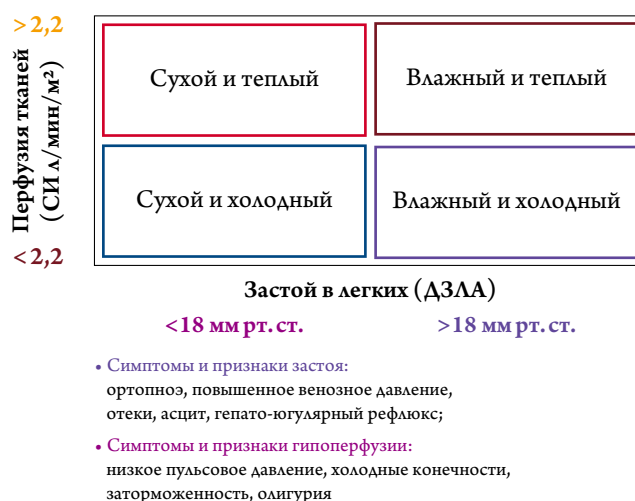 >2,2
Перфузия тканей
(СИ л/мин/м²)
<2,2
Сухой и теплый
Влажный и теплый
Сухой и холодный
Влажный и холодный
Застой в легких (ДЗЛА)
<18 мм рт. ст.
>18 мм рт. ст.
• Симптомы и признаки застоя:
ортопноэ, повышенное венозное давление,
отеки, асцит, гепато-югулярный рефлюкс;
• Симптомы и признаки гипоперфузии:
низкое пульсовое давление, холодные конечности,
заторможенность, олигурия